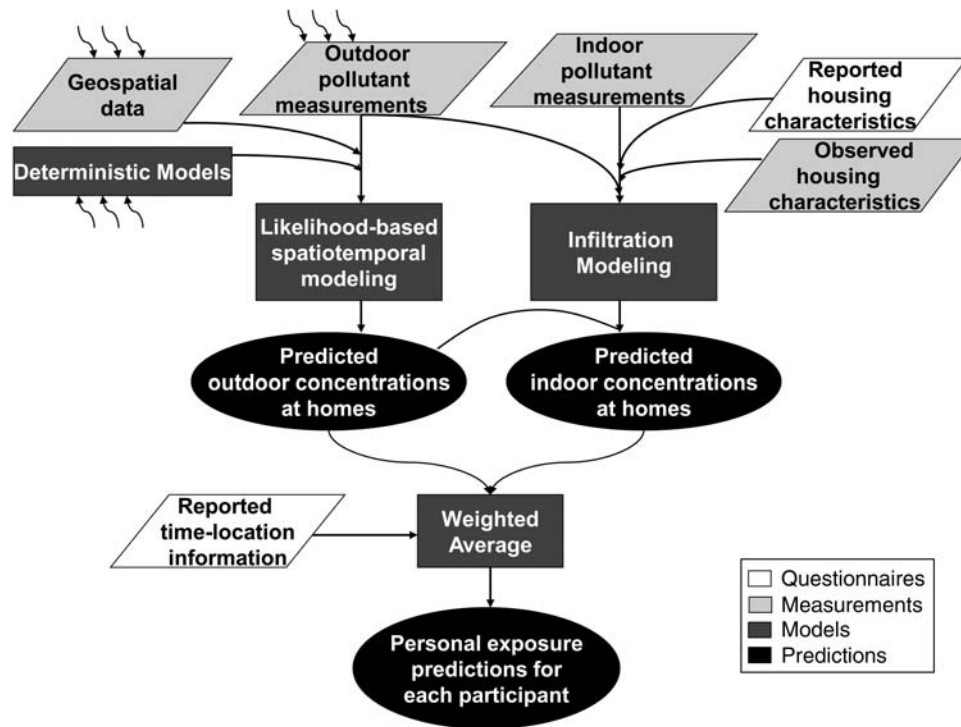 Geospatial
data
Outdoor
pollutant
measurements
Indoor
pollutant
measurements
Reported
housing
characteristics
Deterministic Models
Observed
housing
characteristics
Likelihood-based
spatiotemporal
modeling
Infiltration
Modeling
Predicted
outdoor concentrations
at homes
Predicted
indoor concentrations
at homes
Reported
time-location
information
Weighted
Average
Personal exposure
predictions for
each participant
Questionnaires
Measurements
Models
Predictions